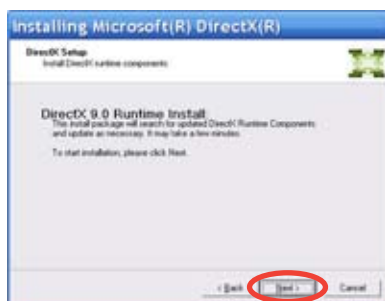 Installing Microsoft(R) DirectX(R)
DirectX Setup
Install DirectX runtime components
DirectX 9.0 Runtime Install
This install package will search for updated DirectX Runtime Components
and update as necessary. It may take a few minutes.
To start installation, please click Next.
< Back Next > Cancel